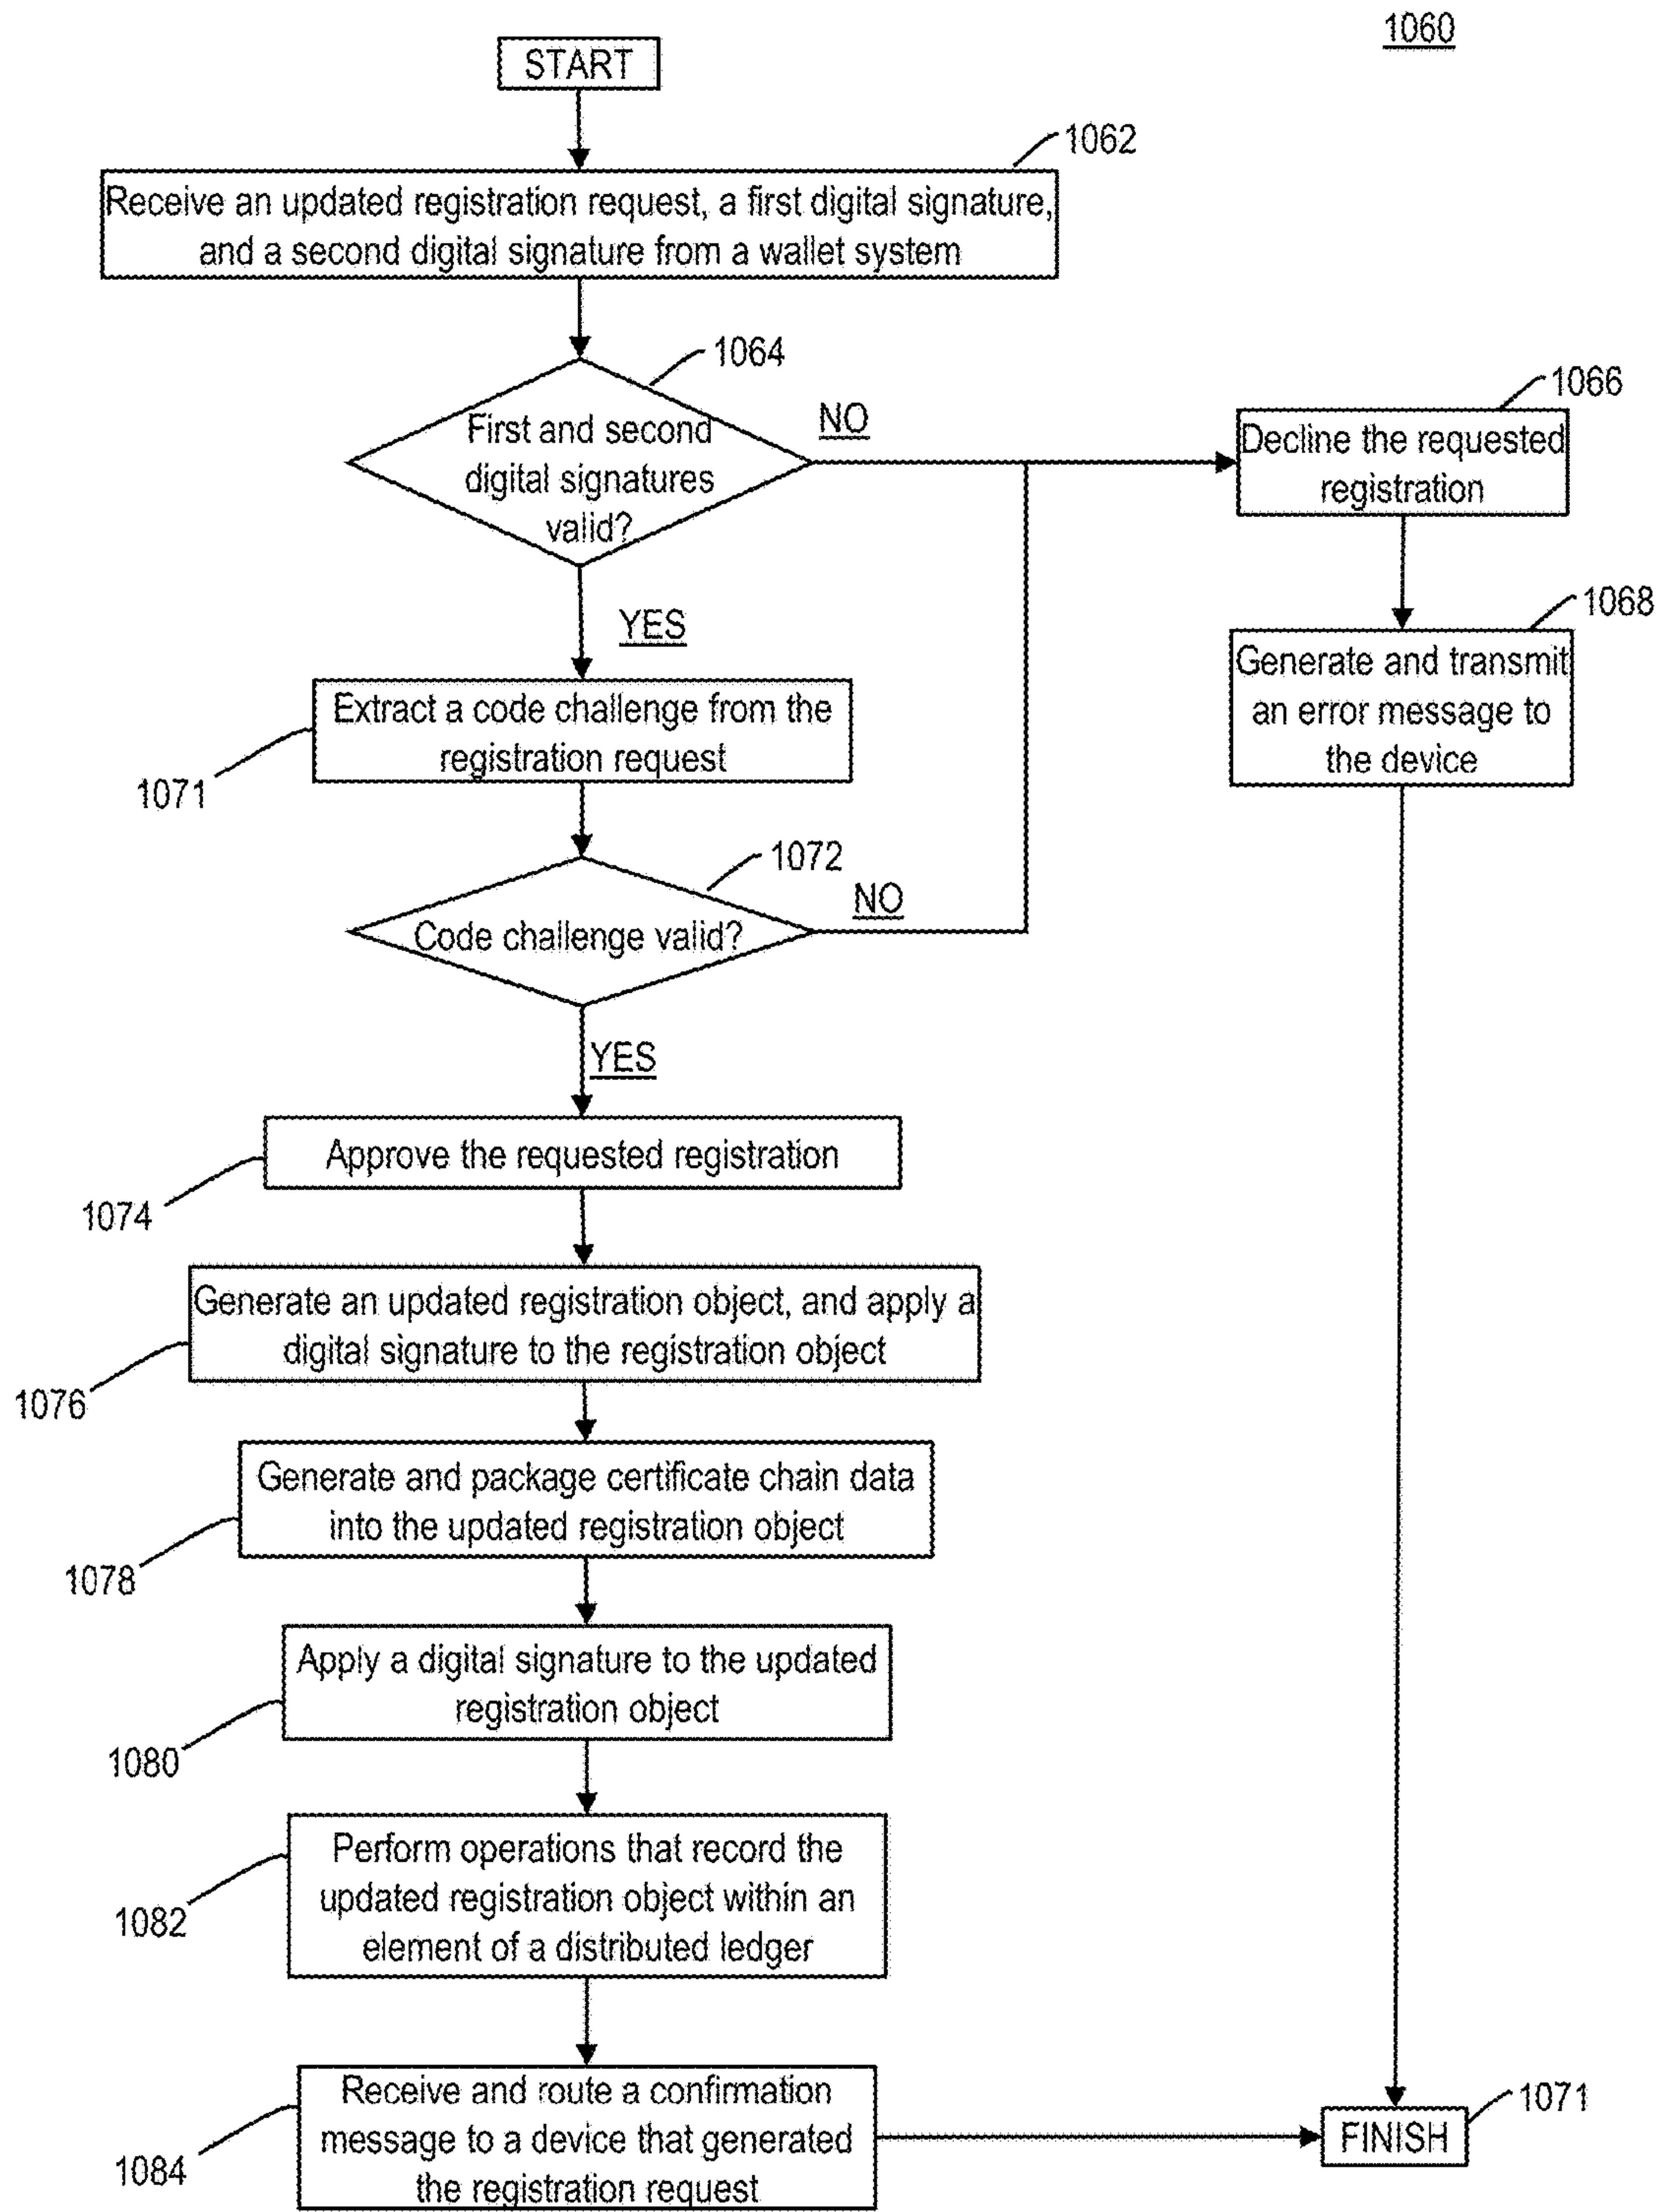 1060
START
1062
Receive an updated registration request, a first digital signature,
and a second digital signature from a wallet system
1064
First and second
digital signatures
valid?
NO
1066
Decline the requested
registration
1068
Generate and transmit
an error message to
the device
YES
Extract a code challenge from the
registration request
1071
1072
Code challenge valid?
NO
YES
Approve the requested registration
1074
Generate an updated registration object, and apply a
digital signature to the registration object
1076
Generate and package certificate chain data
into the updated registration object
1078
Apply a digital signature to the updated
registration object
1080
Perform operations that record the
updated registration object within an
element of a distributed ledger
1082
Receive and route a confirmation
message to a device that generated
the registration request
1084
1071
FINISH